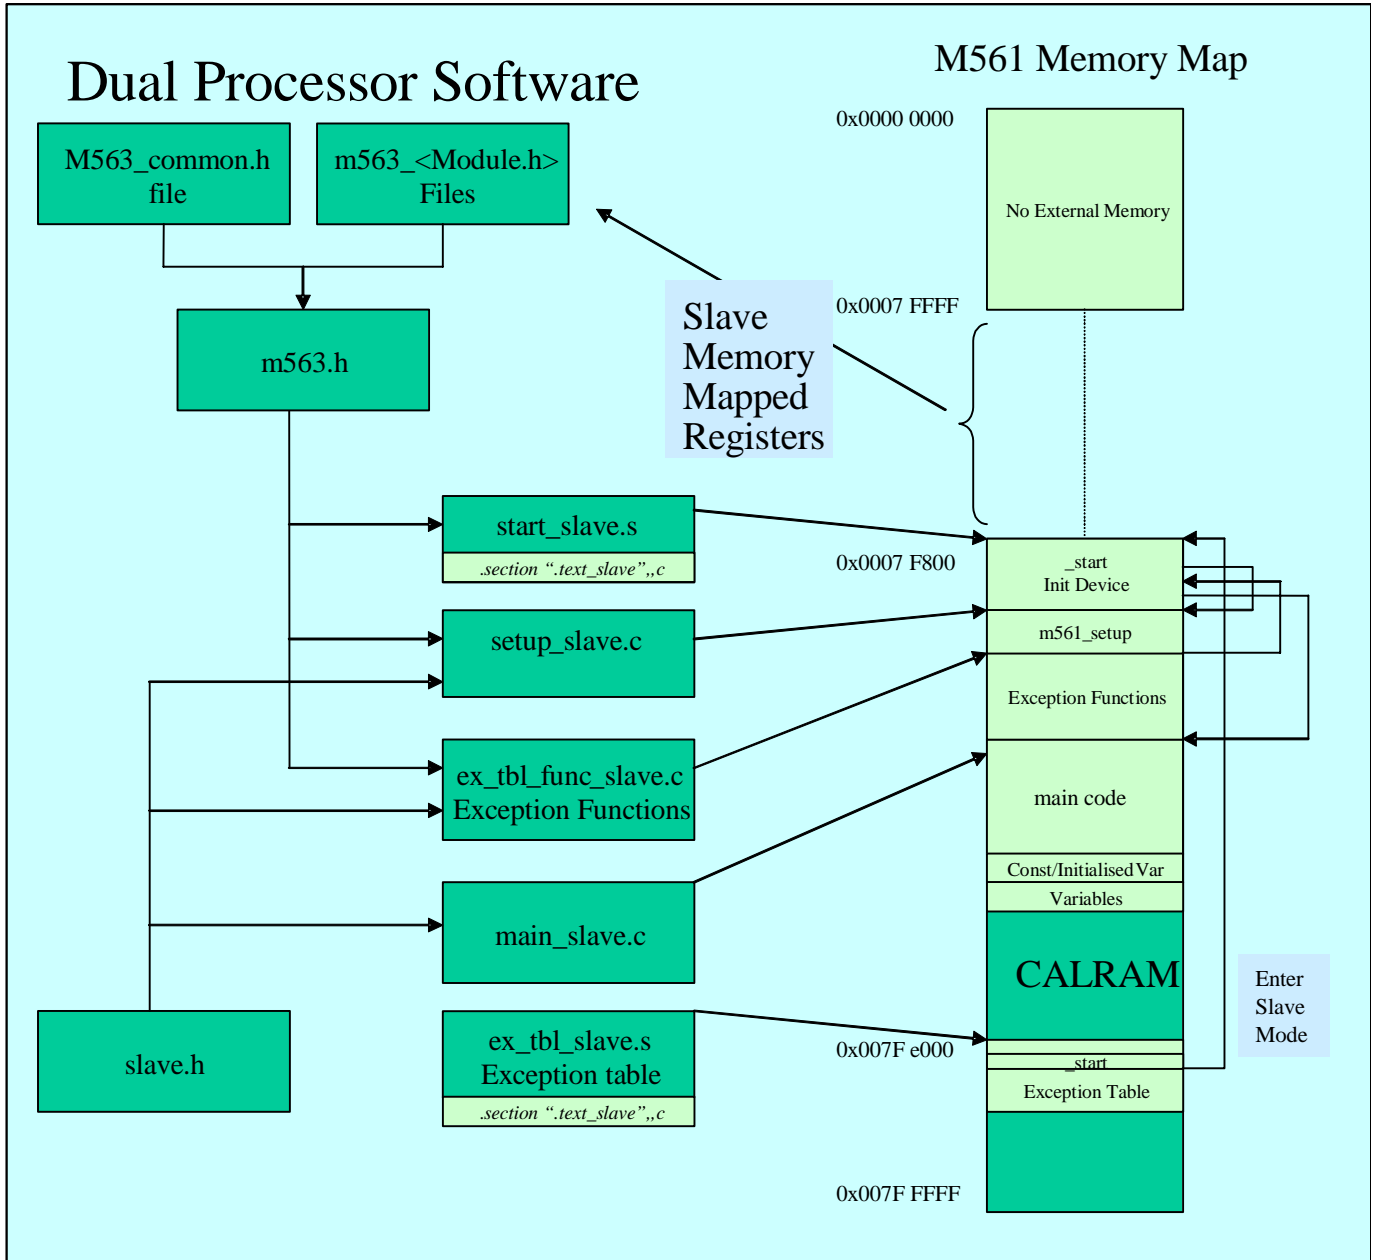 Dual Processor Software
M561 Memory Map
M563_common.h
file
m563_<Module.h>
Files
m563.h
Slave
Memory
Mapped
Registers
0x0000 0000
No External Memory
0x0007 FFFF
start_slave.s
.section “.text_slave”,,c
setup_slave.c
ex_tbl_func_slave.c
Exception Functions
main_slave.c
ex_tbl_slave.s
Exception table
.section “.text_slave”,,c
slave.h
0x0007 F800
_start
Init Device
m561_setup
Exception Functions
main code
Const/Initialised Var
Variables
CALRAM
0x007F e000
_start
Exception Table
0x007F FFFF
Enter
Slave
Mode